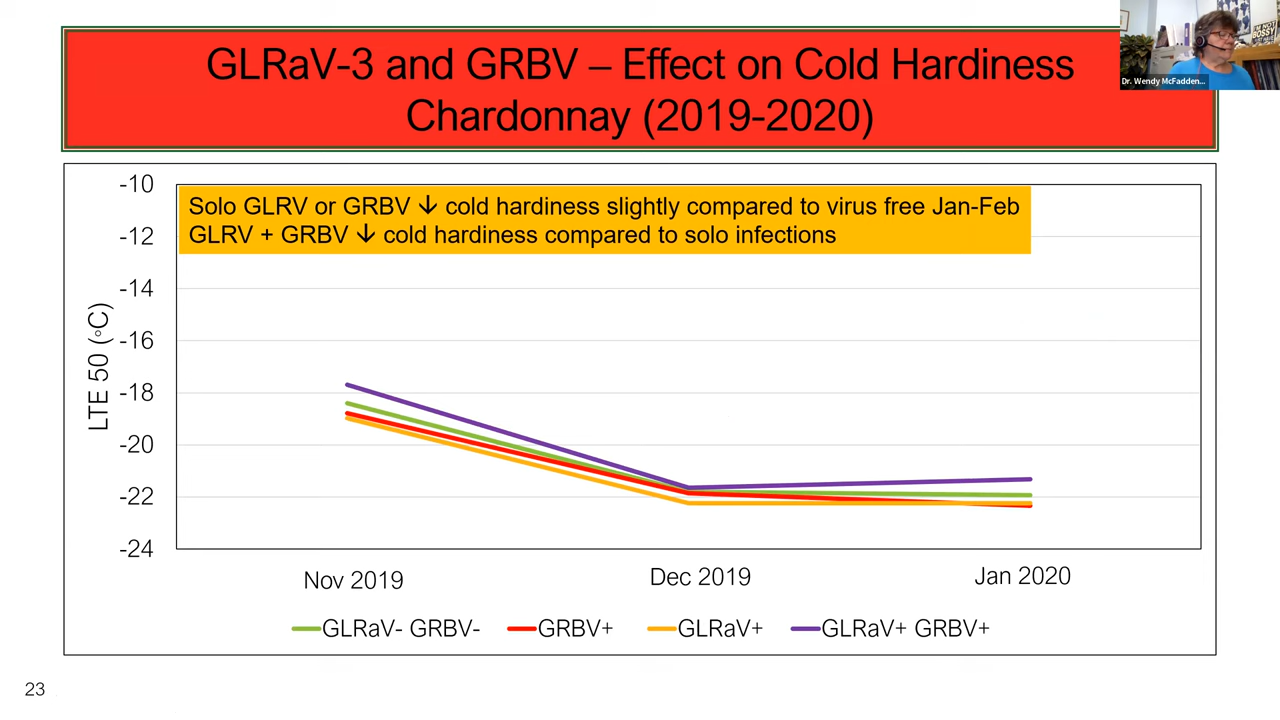 GLRaV-3 and GRBV – Effect on Cold Hardiness
Chardonnay (2019-2020)
Dr. Wendy McFadden...
I'M NOT
BOSSY
Solo GLRV or GRBV ↓ cold hardiness slightly compared to virus free Jan-Feb
GLRV + GRBV ↓ cold hardiness compared to solo infections
LTE 50 (◦C)
-10
-12
-14
-16
-18
-20
-22
-24
Nov 2019
Dec 2019
Jan 2020
GLRaV- GRBV-
GRBV+
GLRaV+
GLRaV+ GRBV+
23